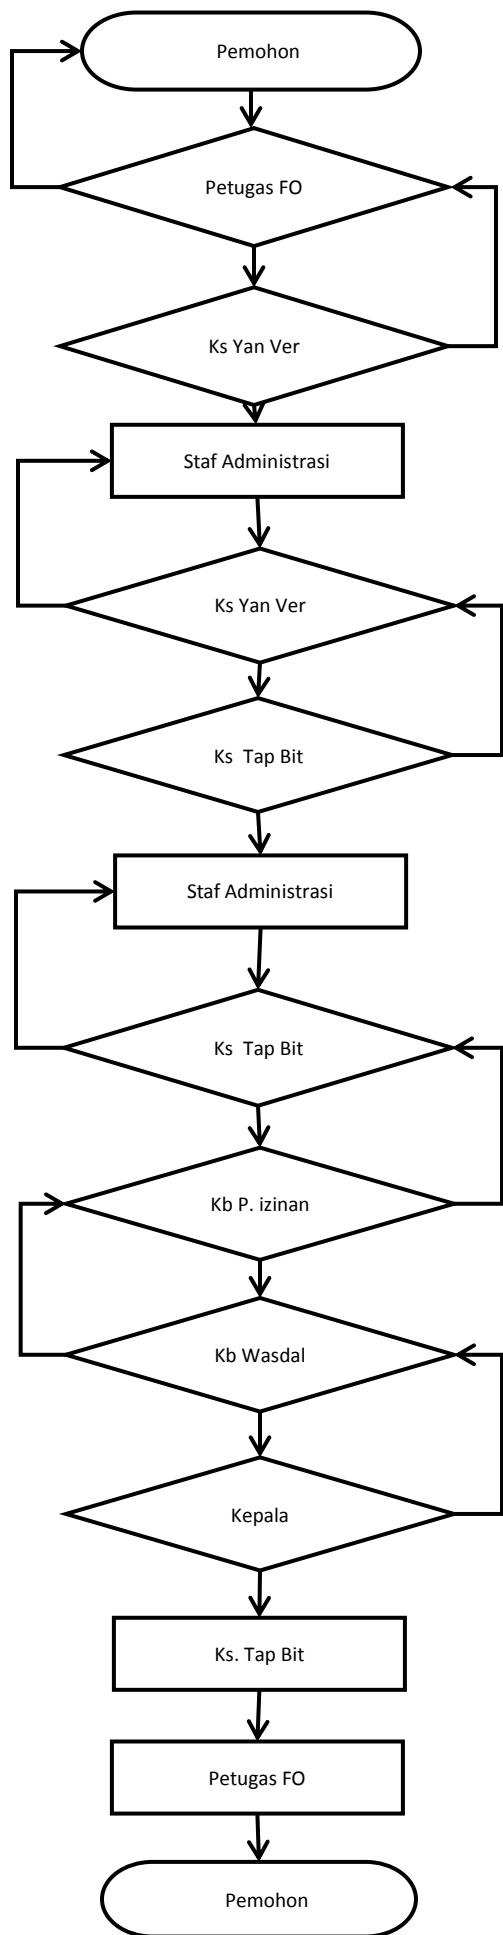 Pemohon
Petugas FO
Ks Yan Ver
Staf Administrasi
Ks Yan Ver
Ks  Tap Bit
Staf Administrasi
Ks  Tap Bit
Kb P. izinan
Kb Wasdal
Kepala
Ks. Tap Bit
Petugas FO
Pemohon